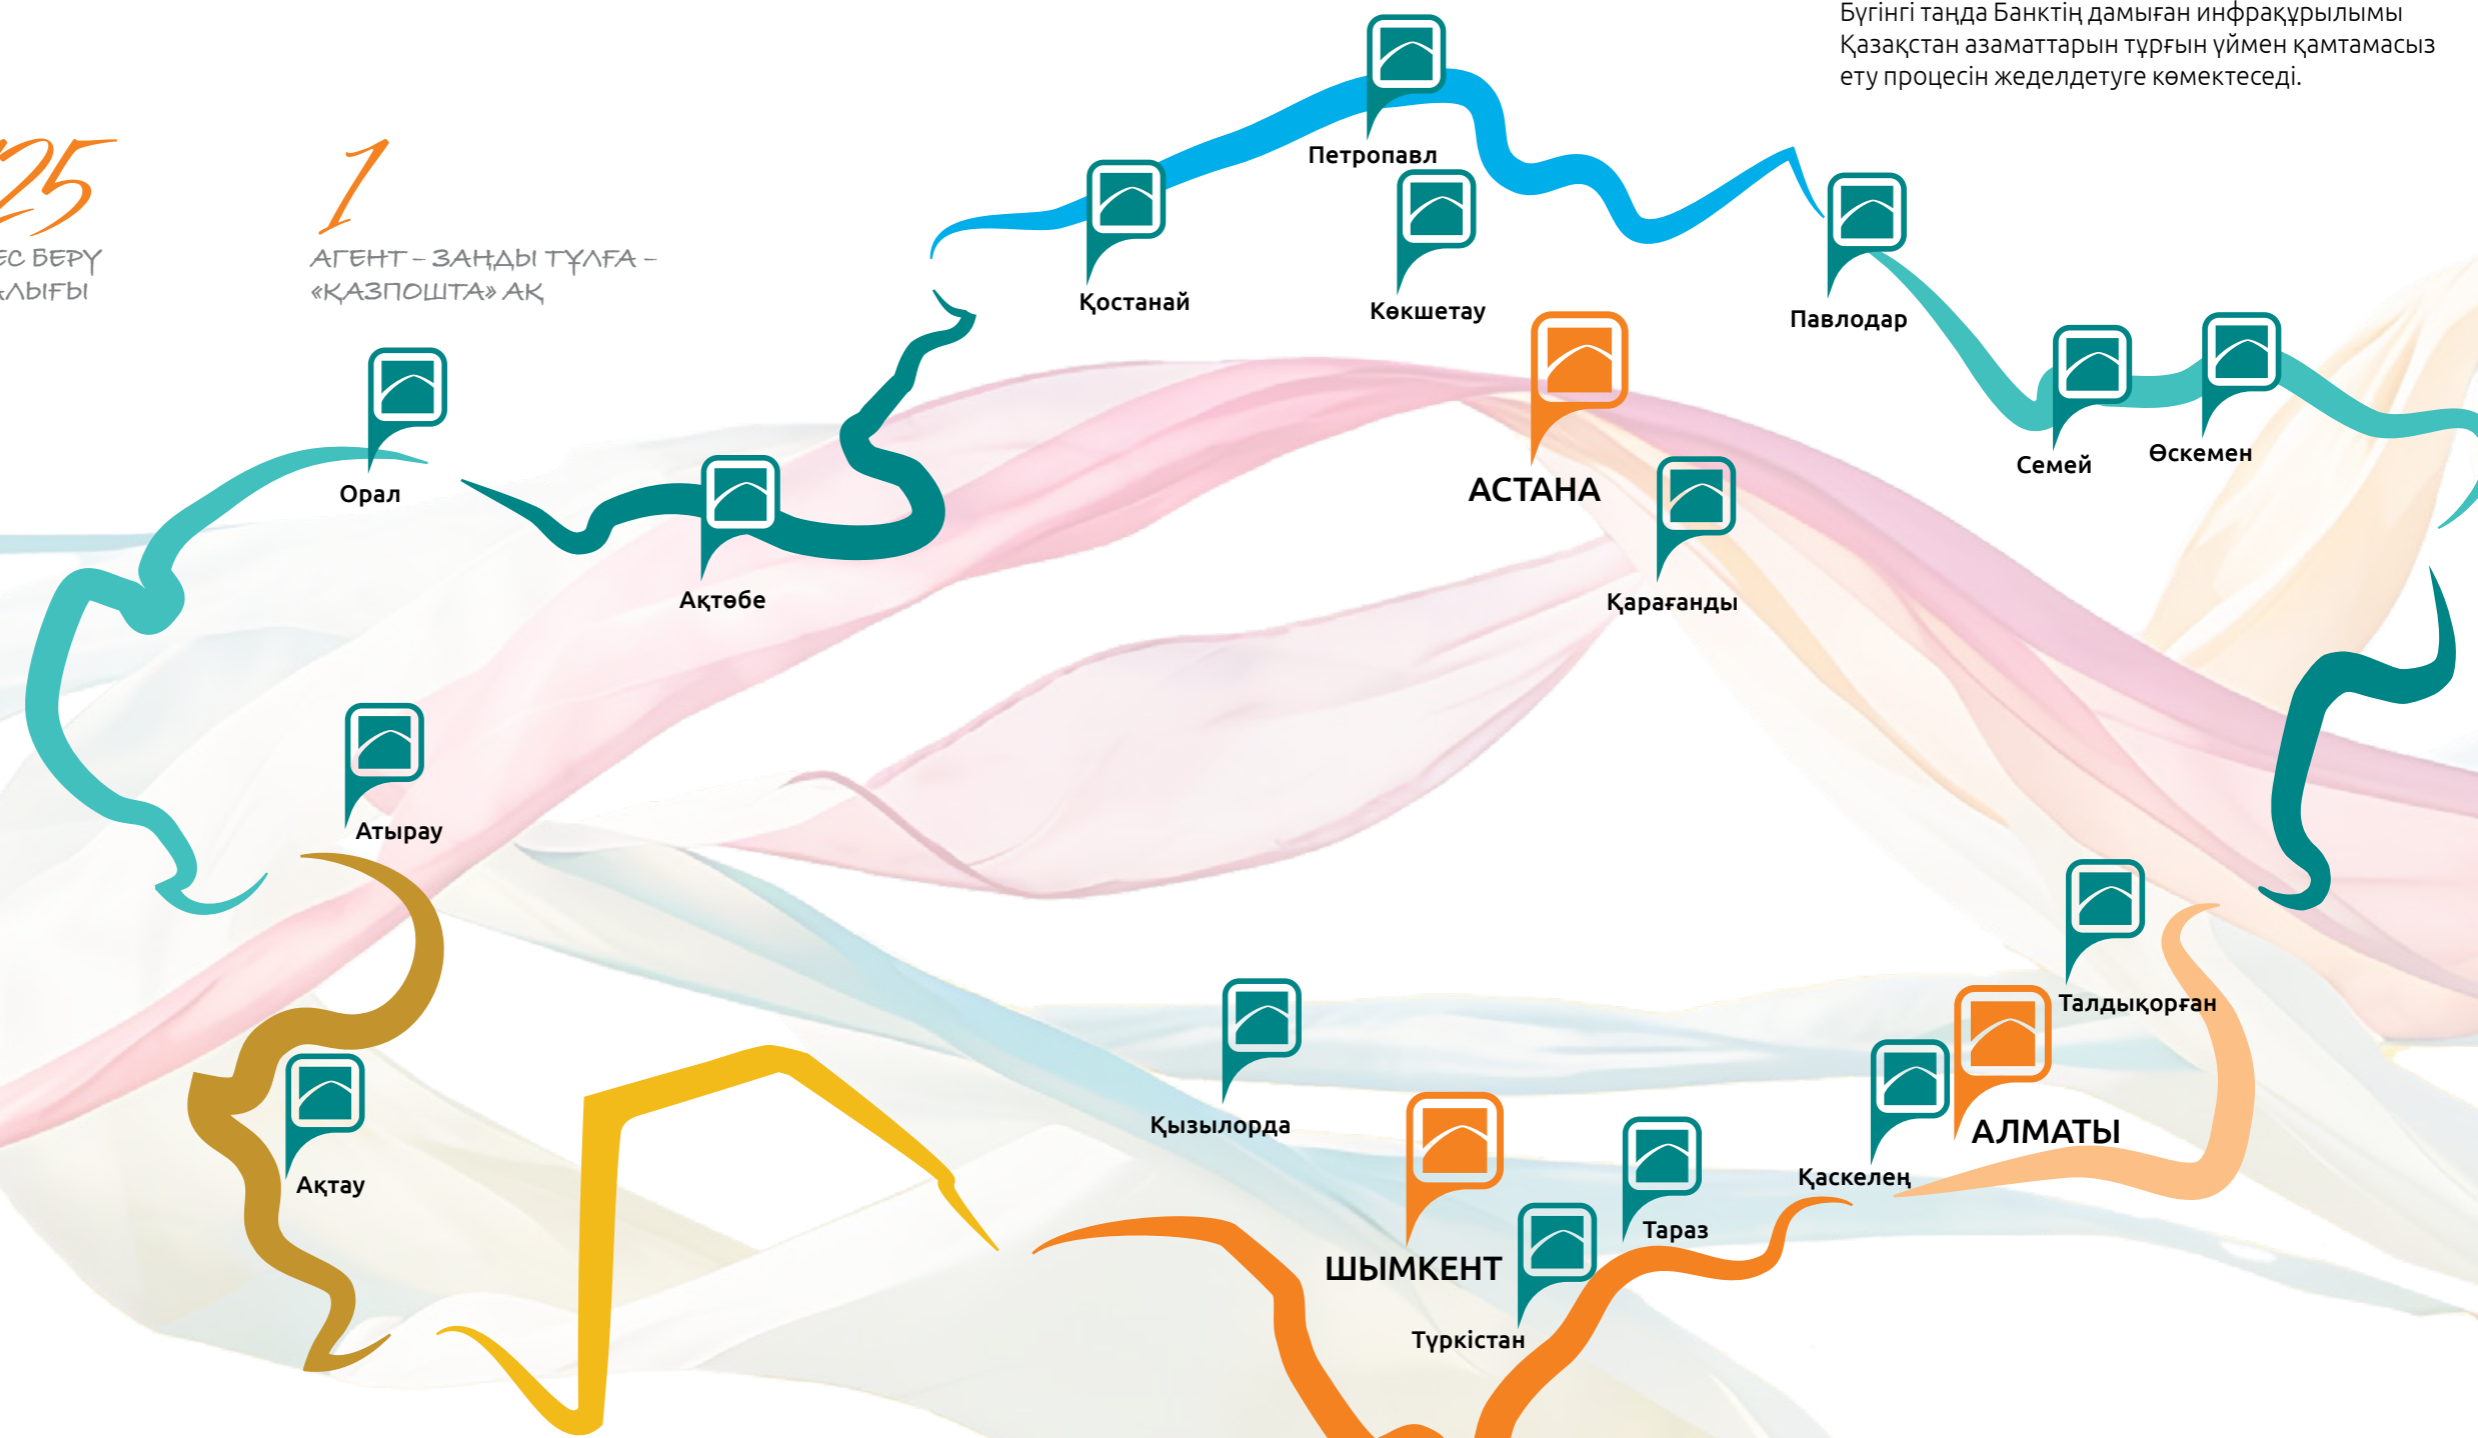 Бүгінгі таңда Банктің дамыған инфрақұрылымы
Қазақстан азаматтарын тұрғын үймен қамтамасыз
ету процесін жеделдетуге көмектеседі.
25
1
БЕРУ
АГЕНТ – ЗАҢДЫ ТҰЛҒА –
«ҚАЗПОШТА» АҚ
Петропавл
Қостанай
Көкшетау
Павлодар
Орал
АСТАНА
Семей
Өскемен
Ақтөбе
Қарағанды
Атырау
Талдықорған
Қызылорда
АЛМАТЫ
Қаскелең
Ақтау
Тараз
ШЫМКЕНТ
Түркістан